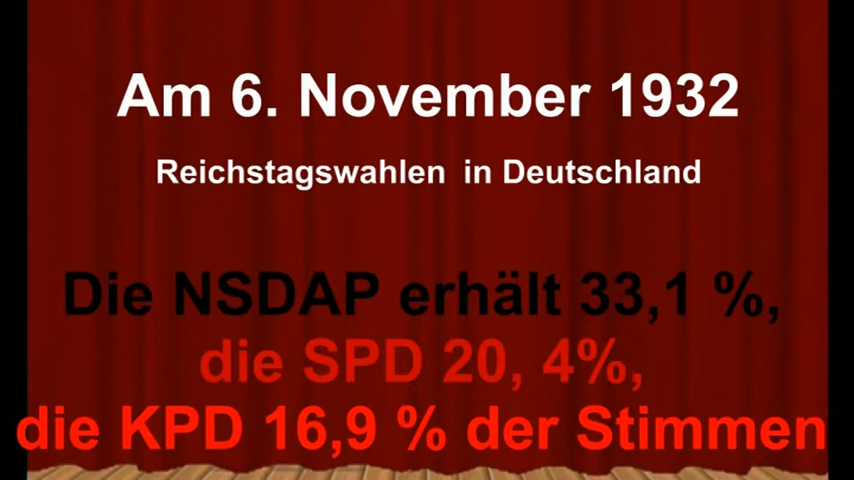 Am 6. November 1932
Reichstagswahlen in Deutschland
Die NSDAP erhält 33,1 %,
die SPD 20, 4%,
die KPD 16,9 % der Stimmen